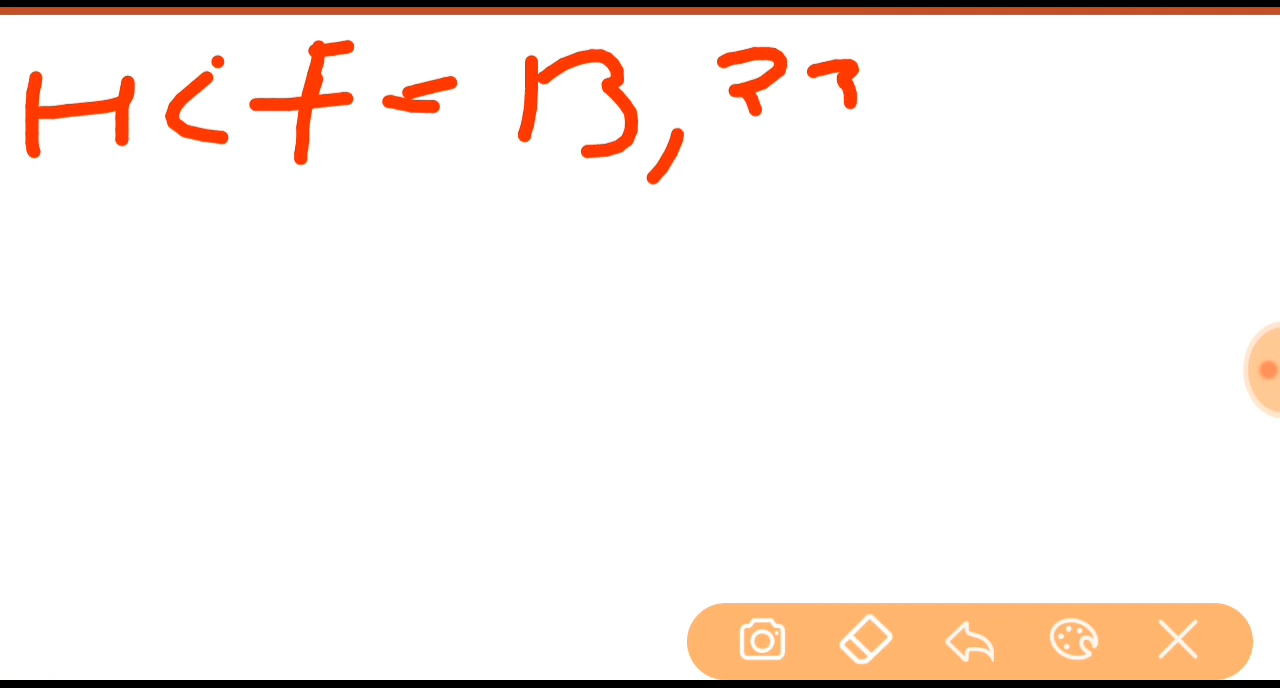 HCF = 13,